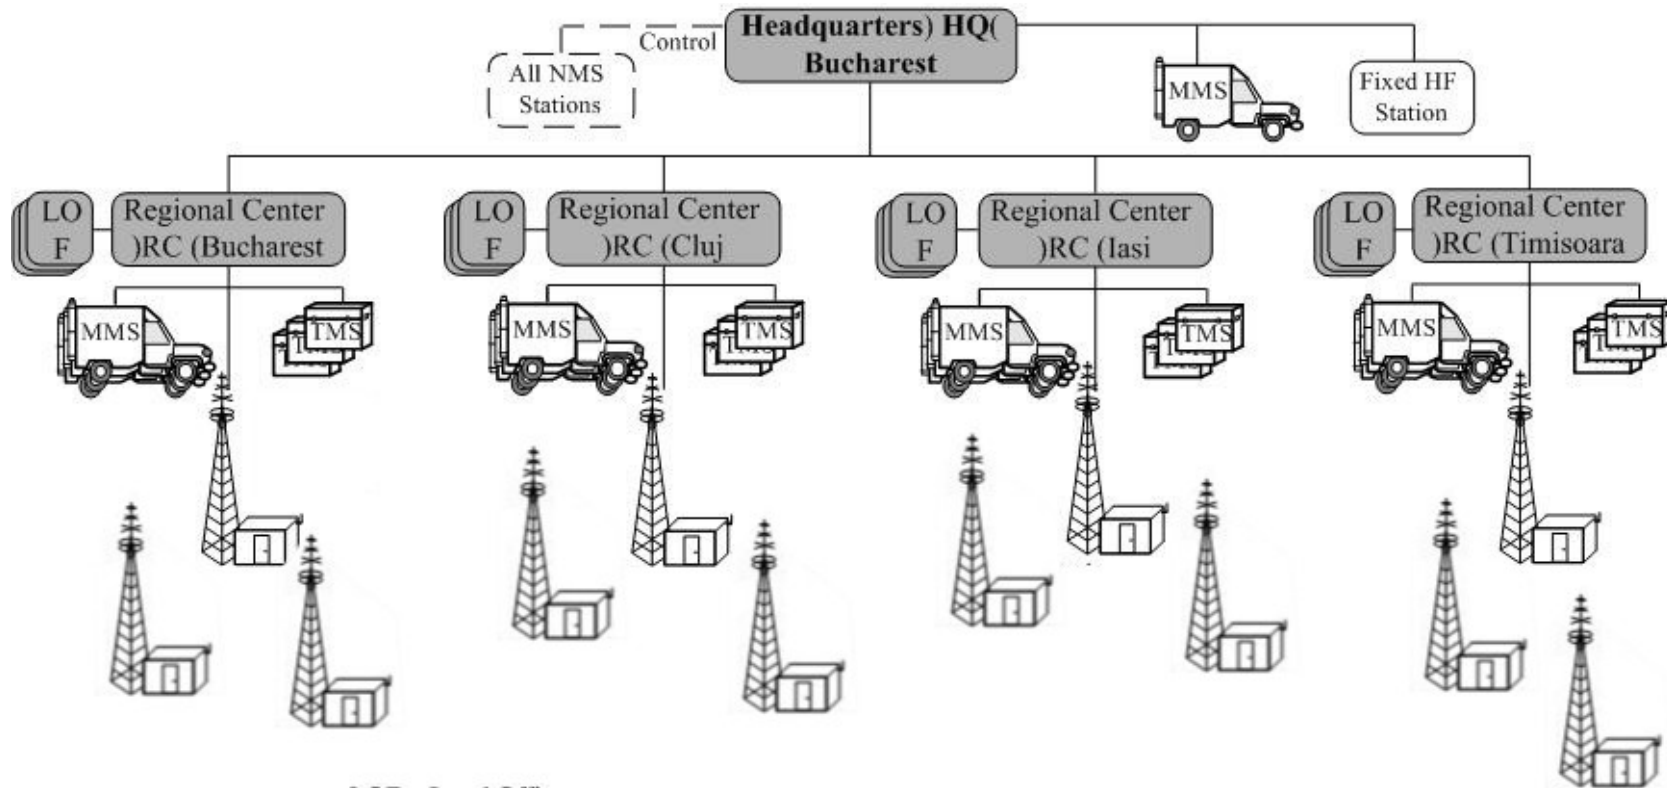 Headquarters) HQ(
Bucharest
Control
All NMS
Stations
MMS
Fixed HF
Station
LO
F
Regional Center
)RC (Bucharest
LO
F
Regional Center
)RC (Cluj
LO
F
Regional Center
)RC (Iasi
LO
F
Regional Center
)RC (Timisoara
MMS
TMS
MMS
TMS
MMS
TMS
MMS
TMS